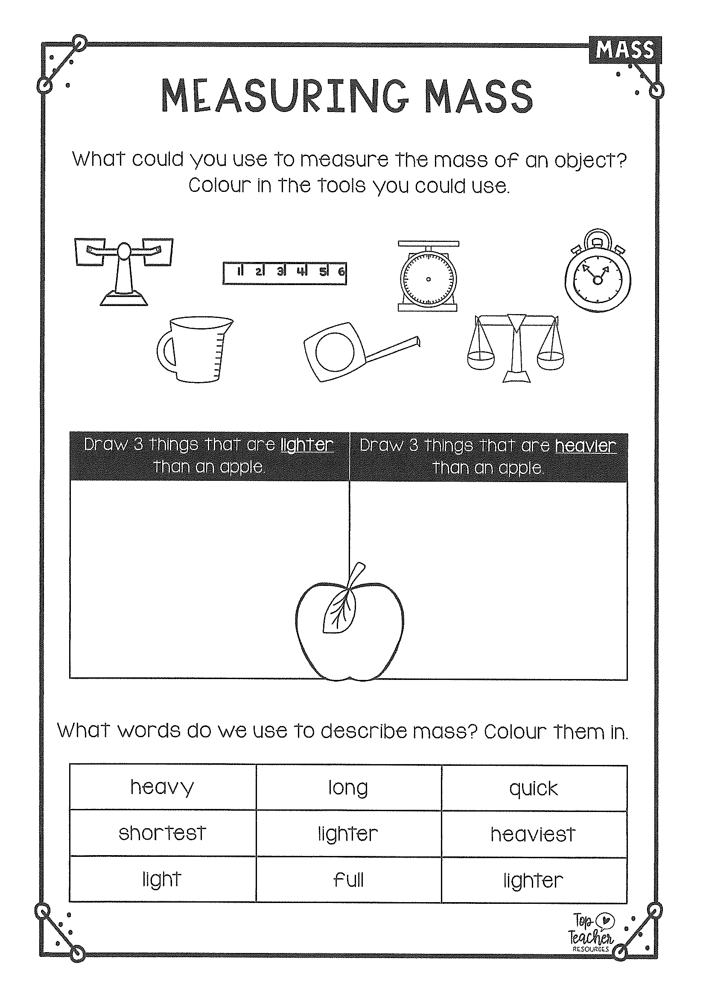 MASS
MEASURING MASS
What could you use to measure the mass of an object?
Colour in the tools you could use.
1 2 3 4 5 6
Draw 3 things that are lighter
than an apple.
Draw 3 things that are heavier
than an apple.
What words do we use to describe mass? Colour them in.
heavy long quick
shortest lighter heaviest
light full lighter
Top
Teacher
RESOURCES